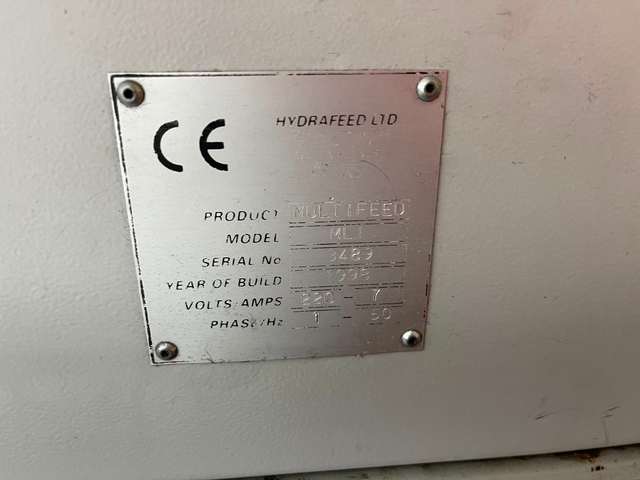 CE
HYDRAFEED LTD
PRODUCT MULTIFEED
MODEL
SERIAL No 3489
YEAR OF BUILD 1998
VOLTS/AMPS 220 - 7
PHASE/Hz 1 - 50